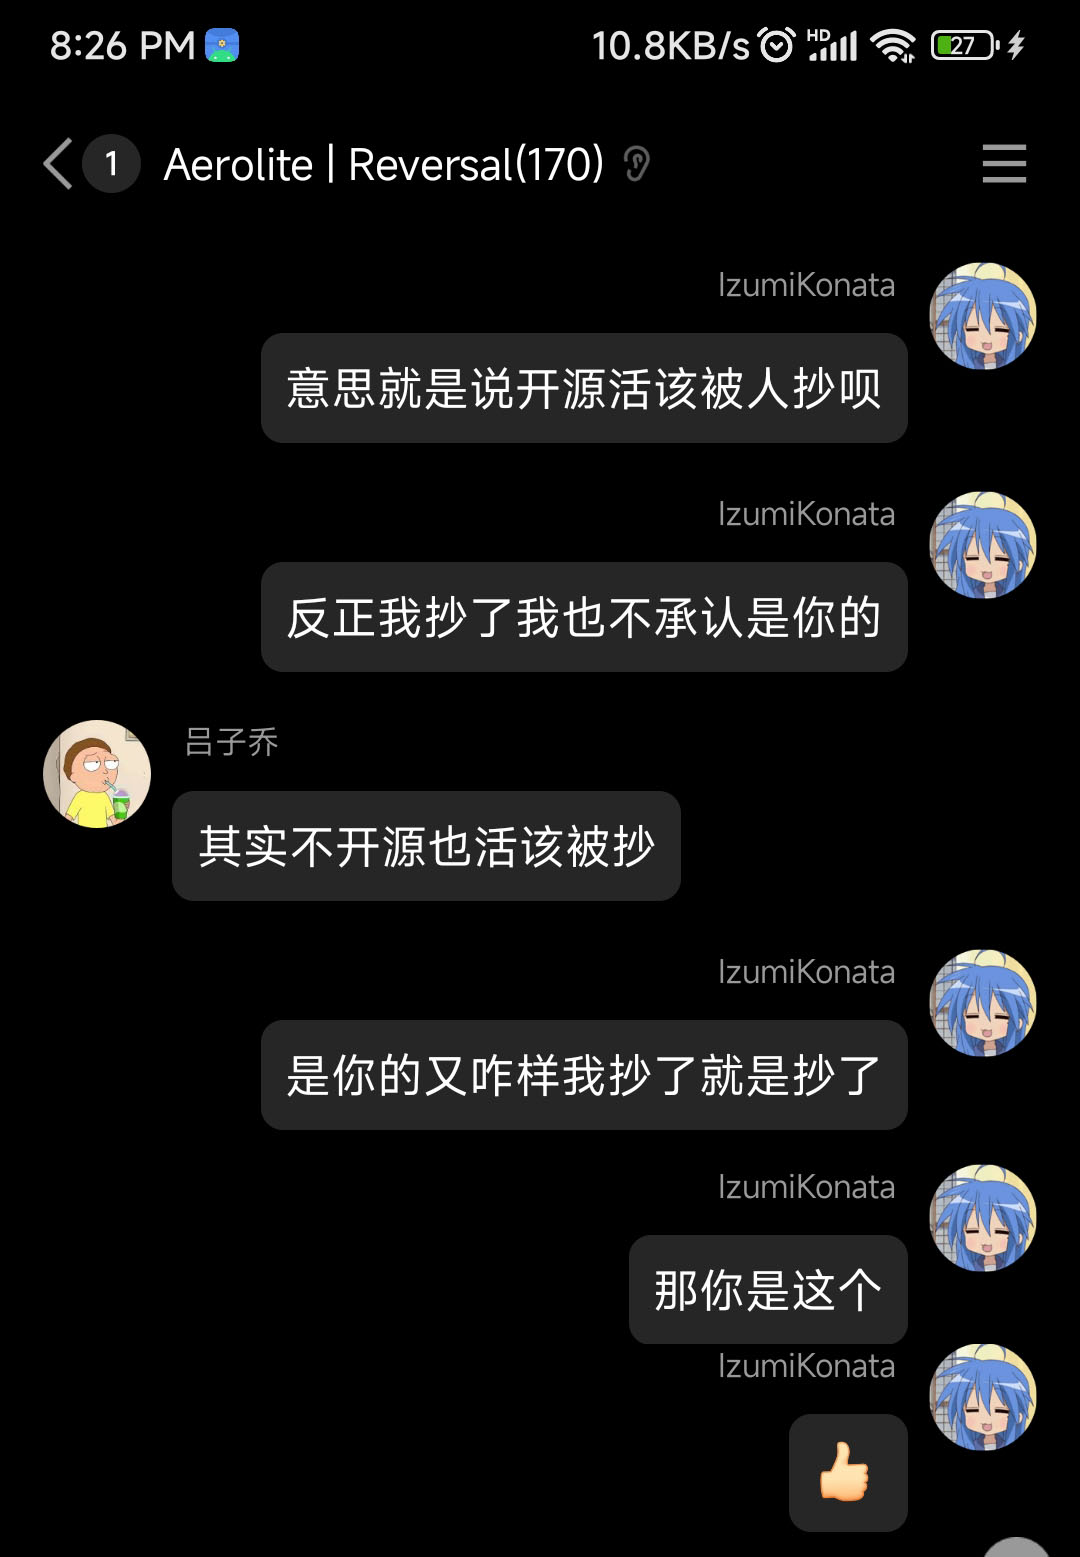 8:26 PM 10.8KB/s HD 27
1 Aerolite | Reversal(170)
IzumiKonata
意思就是说开源活该被人抄呗
IzumiKonata
反正我抄了我也不承认是你的
吕子乔
其实不开源也活该被抄
IzumiKonata
是你的又咋样我抄了就是抄了
IzumiKonata
那你是这个
IzumiKonata
👍🏻